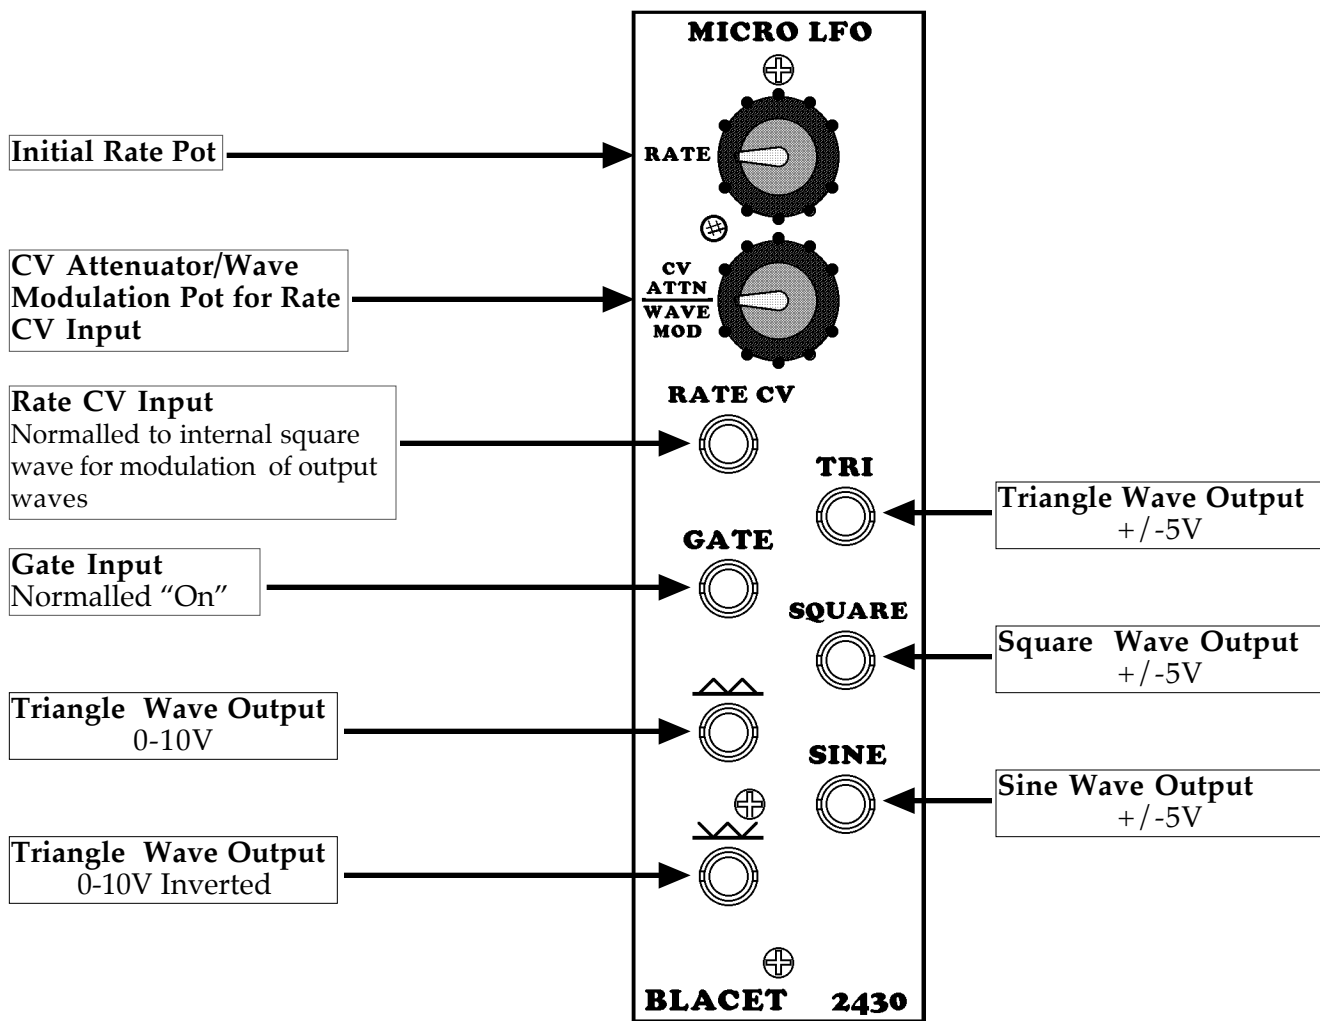 MICRO LFO
Initial Rate Pot
RATE
CV Attenuator/Wave
Modulation Pot for Rate
CV Input
CV
ATTN
WAVE
MOD
Rate CV Input
Normalled to internal square
wave for modulation of output
waves
RATE CV
TRI
Triangle Wave Output
+/-5V
Gate Input
Normalled “On”
GATE
SQUARE
Square Wave Output
+/-5V
Triangle Wave Output
0-10V
SINE
Sine Wave Output
+/-5V
Triangle Wave Output
0-10V Inverted
BLACET 2430